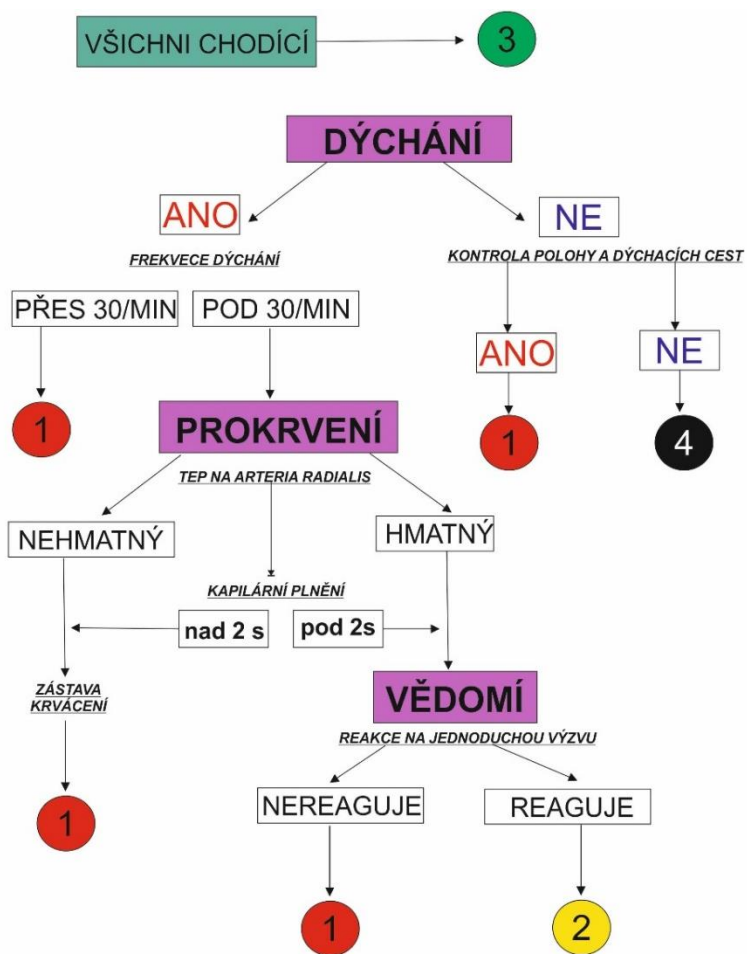 VŠICHNI CHODÍCÍ
3
DÝCHÁNÍ
ANO
NE
FREKVECE DÝCHÁNÍ
KONTROLA POLOHY A DÝCHACÍCH CEST
PŘES 30/MIN
POD 30/MIN
ANO
NE
1
PROKRVENÍ
1
4
TEP NA ARTERIA RADIALIS
NEHMATNÝ
HMATNÝ
KAPILÁRNÍ PLNĚNÍ
nad 2 s
pod 2s
ZÁSTAVA
KRVÁCENÍ
VĚDOMÍ
REAKCE NA JEDNODUCHOU VÝZVU
NEREAGUJE
REAGUJE
1
1
2